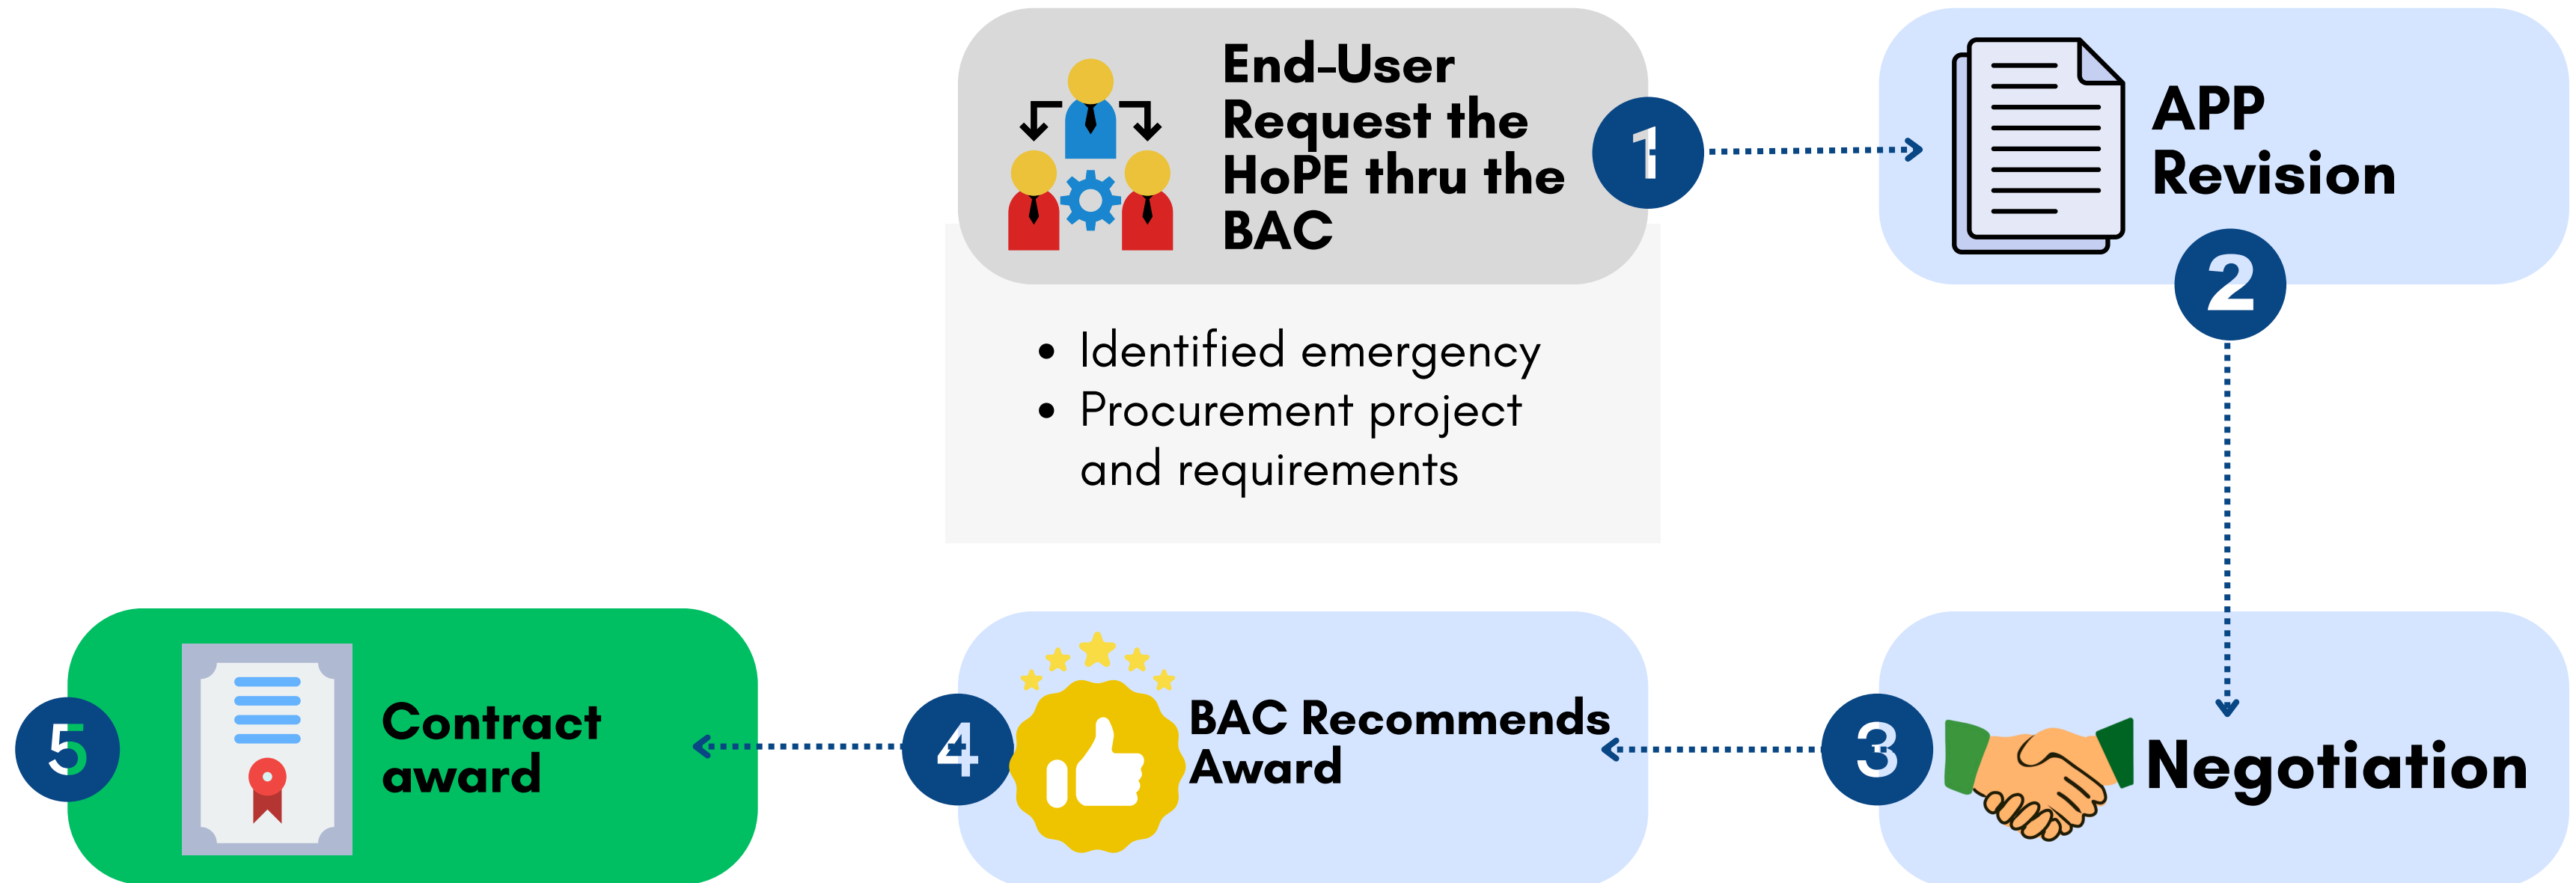 End-User
Request the
HoPE thru the
BAC
1
APP
Revision
2
• Identified emergency
• Procurement project
and requirements
5
Contract
award
4
BAC Recommends
Award
3
Negotiation